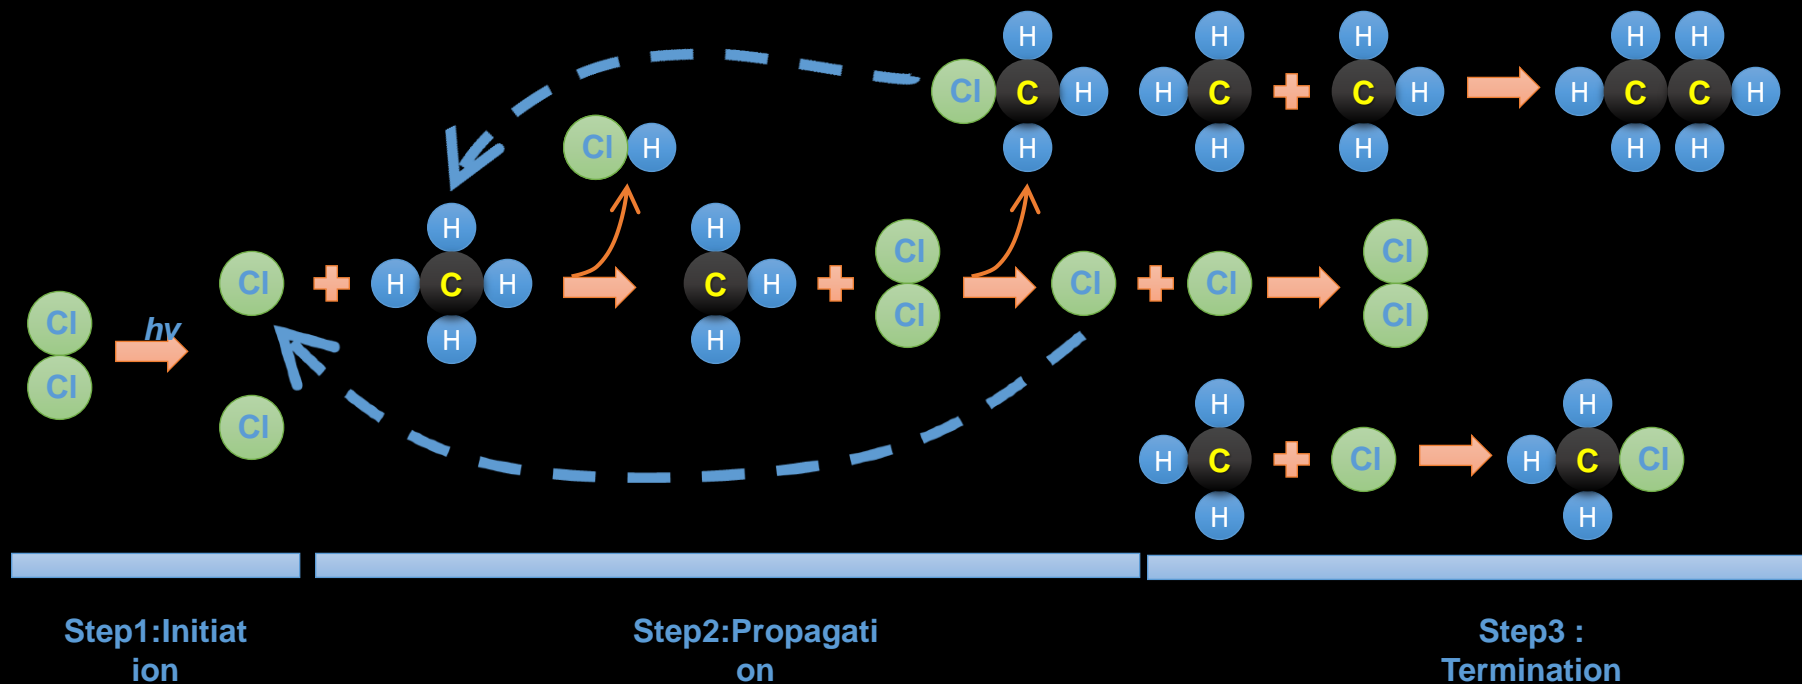 H H H H H
Cl C H H C C H C C H
H H H H H
Cl H
H H Cl Cl
Cl H C H C H Cl Cl Cl
Cl H H Cl Cl
hv
Cl
H H
Cl H C Cl H C Cl
H H
Step1:Initiat
ion
Step2:Propagati
on
Step3 :
Termination